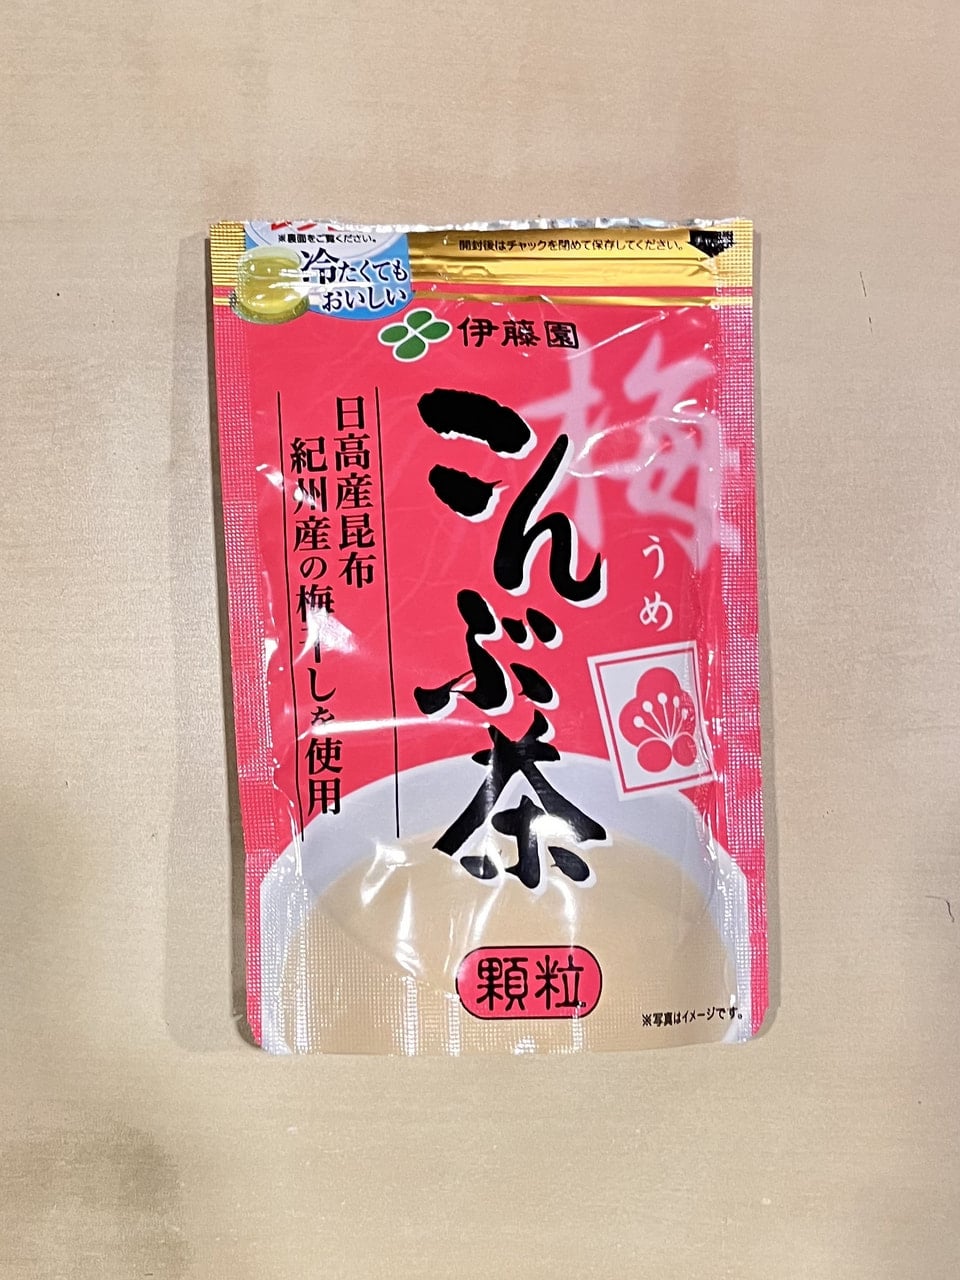 ※裏面をご覧ください。
冷たくても
おいしい
開封後はチャックを閉めて保存してください。
伊藤園
梅
うめ
こんぶ茶
日高産昆布
紀州産の梅干しを使用
顆粒
※写真はイメージです。